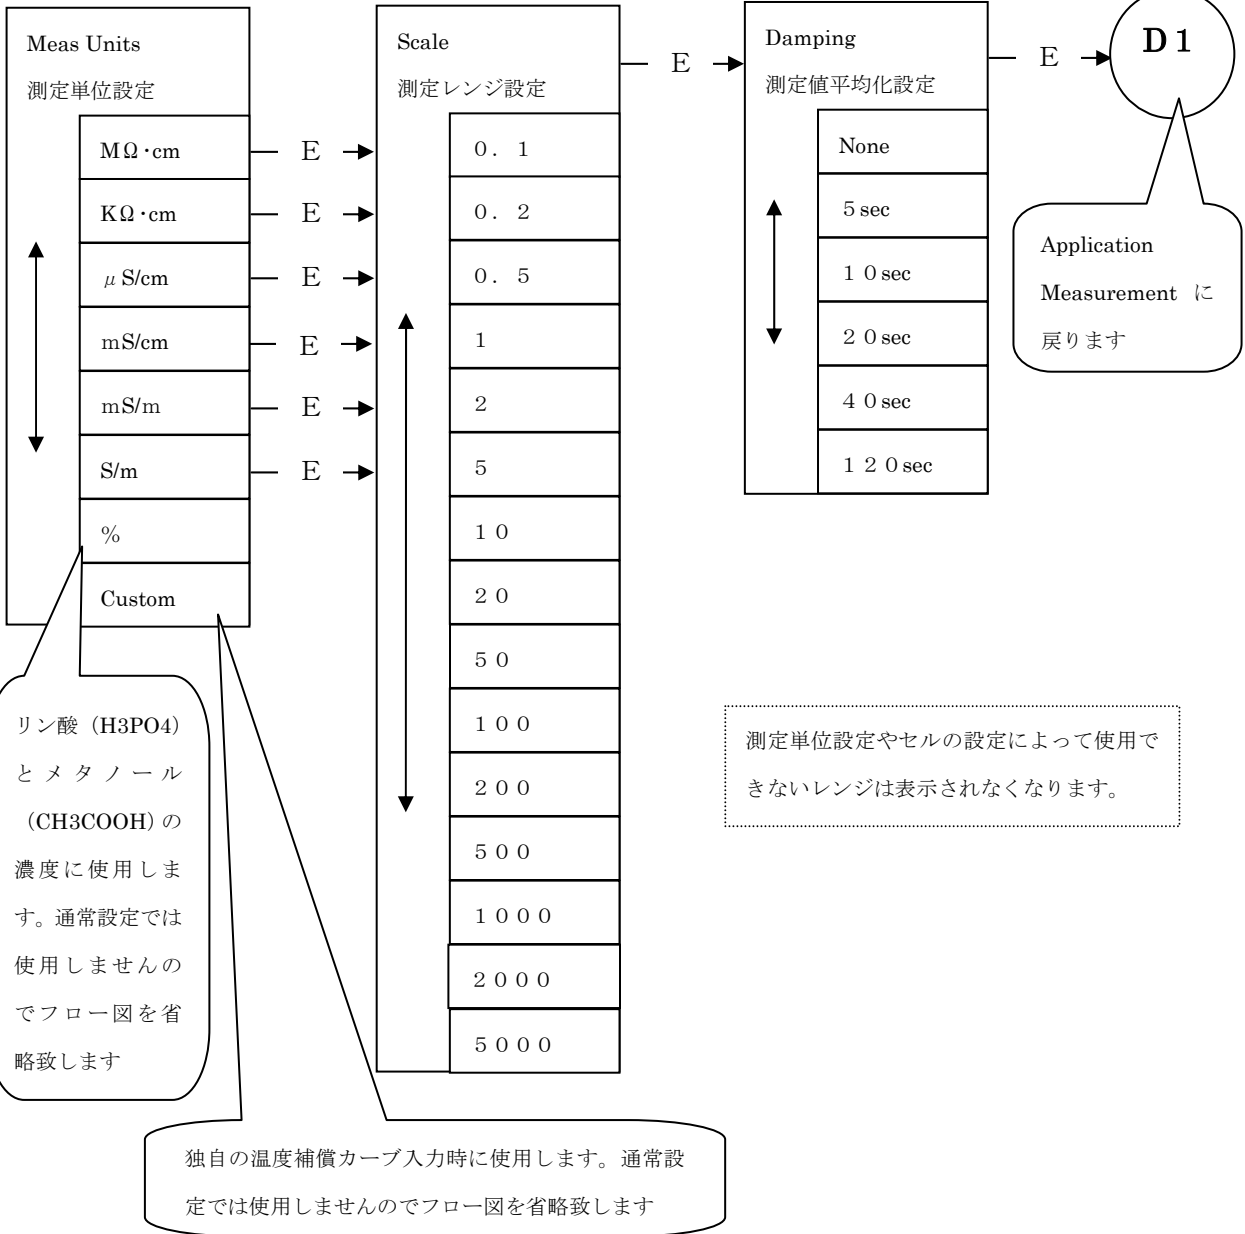 Meas Units
測定単位設定
MΩ・cm
KΩ・cm
μS/cm
mS/cm
mS/m
S/m
%
Custom
E
E
E
E
E
E
Scale
測定レンジ設定
０．１
０．２
０．５
１
２
５
１０
２０
５０
１００
２００
５００
１０００
２０００
５０００
E
Damping
測定値平均化設定
None
５sec
１０sec
２０sec
４０sec
１２０sec
E
D1
Application
Measurement に
戻ります
リン酸（H3PO4）
とメタノール
（CH3COOH）の
濃度に使用しま
す。通常設定では
使用しませんの
でフロー図を省
略致します
測定単位設定やセルの設定によって使用で
きないレンジは表示されなくなります。
独自の温度補償カーブ入力時に使用します。通常設
定では使用しませんのでフロー図を省略致します